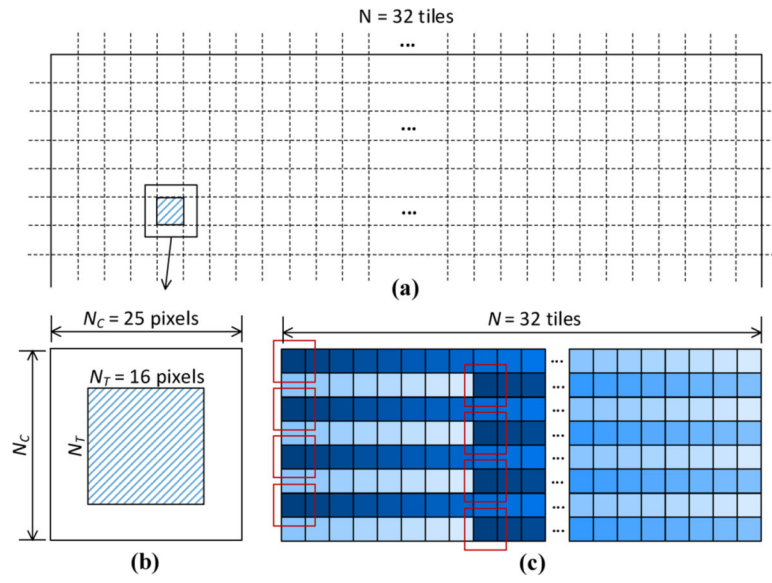 N = 32 tiles
...
...
...
(a)
N_C = 25 pixels
N = 32 tiles
N_T = 16 pixels
N_C
N_T
...
...
...
...
...
...
...
...
(b)
(c)